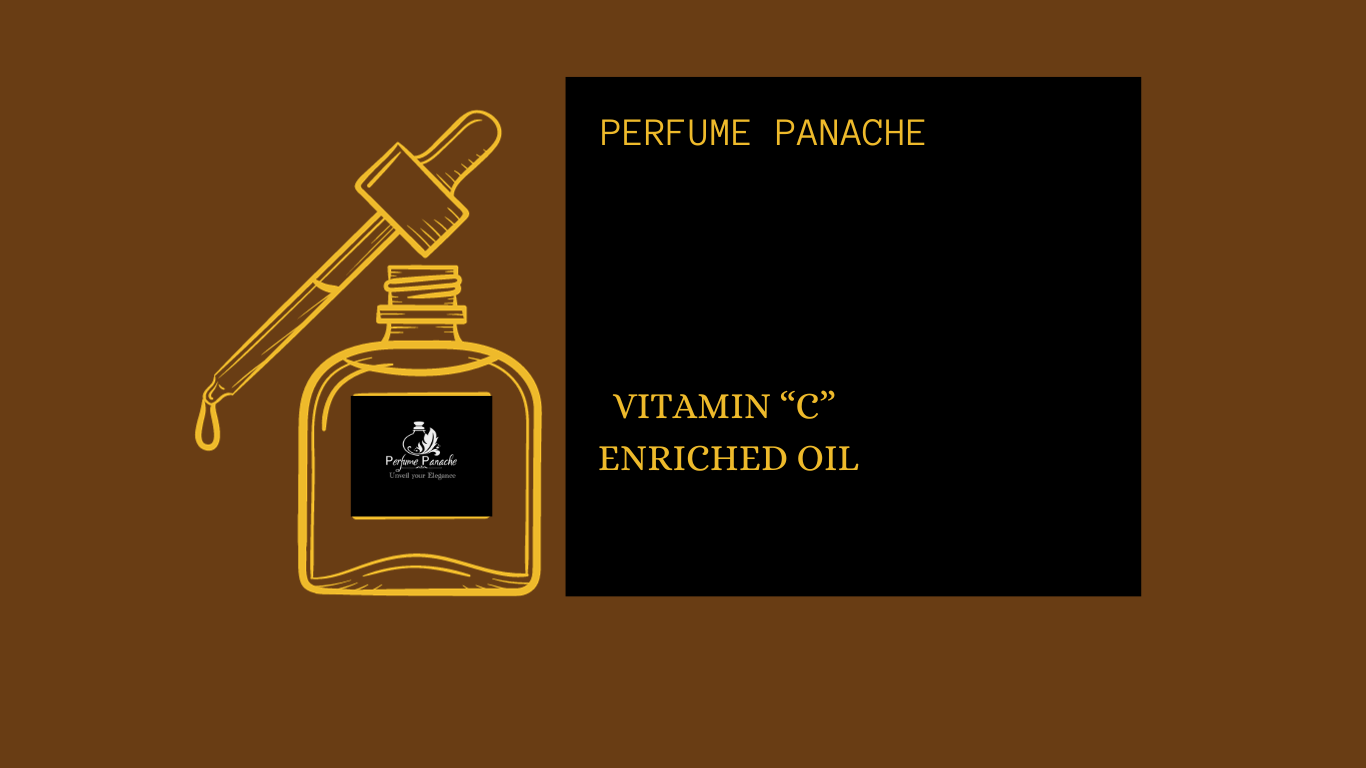 PERFUME PANACHE
VITAMIN “C”
ENRICHED OIL
Perfume Panache
Unveil your Elegance